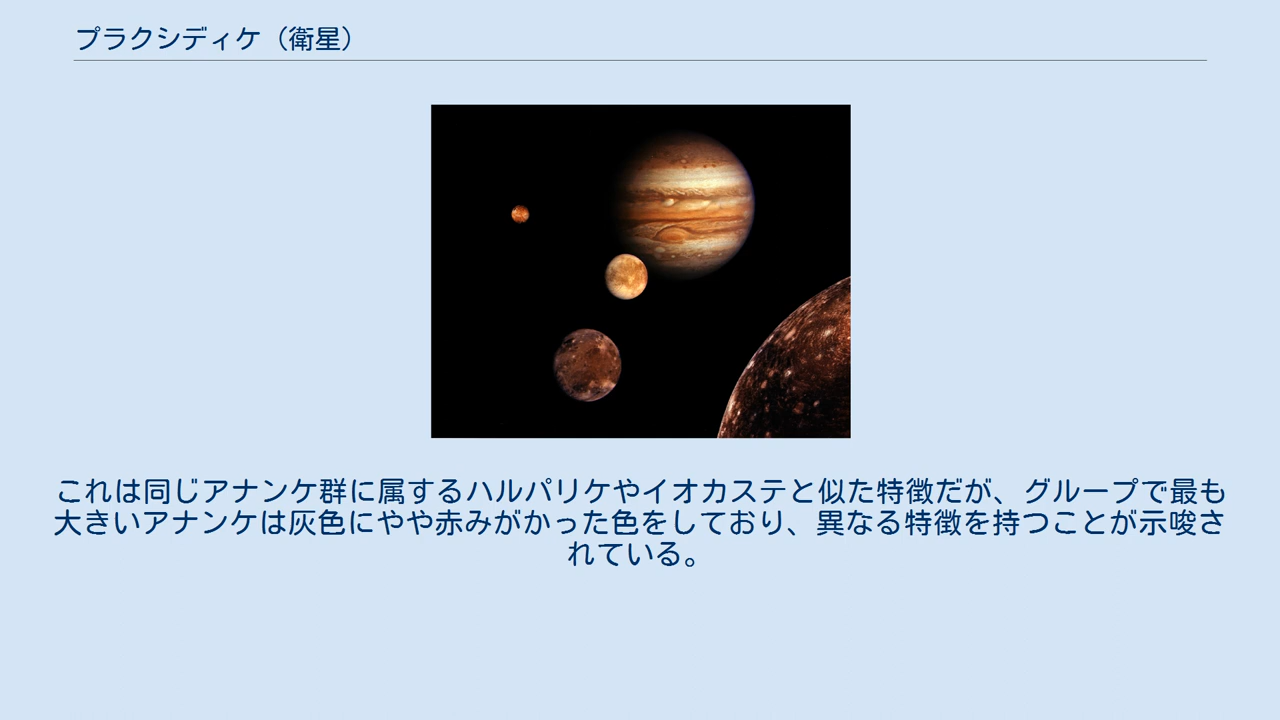 プラクシディケ（衛星）
これは同じアナンケ群に属するハルパリケやイオカステと似た特徴だが、グループで最も
大きいアナンケは灰色にやや赤みがかった色をしており、異なる特徴を持つことが示唆さ
れている。